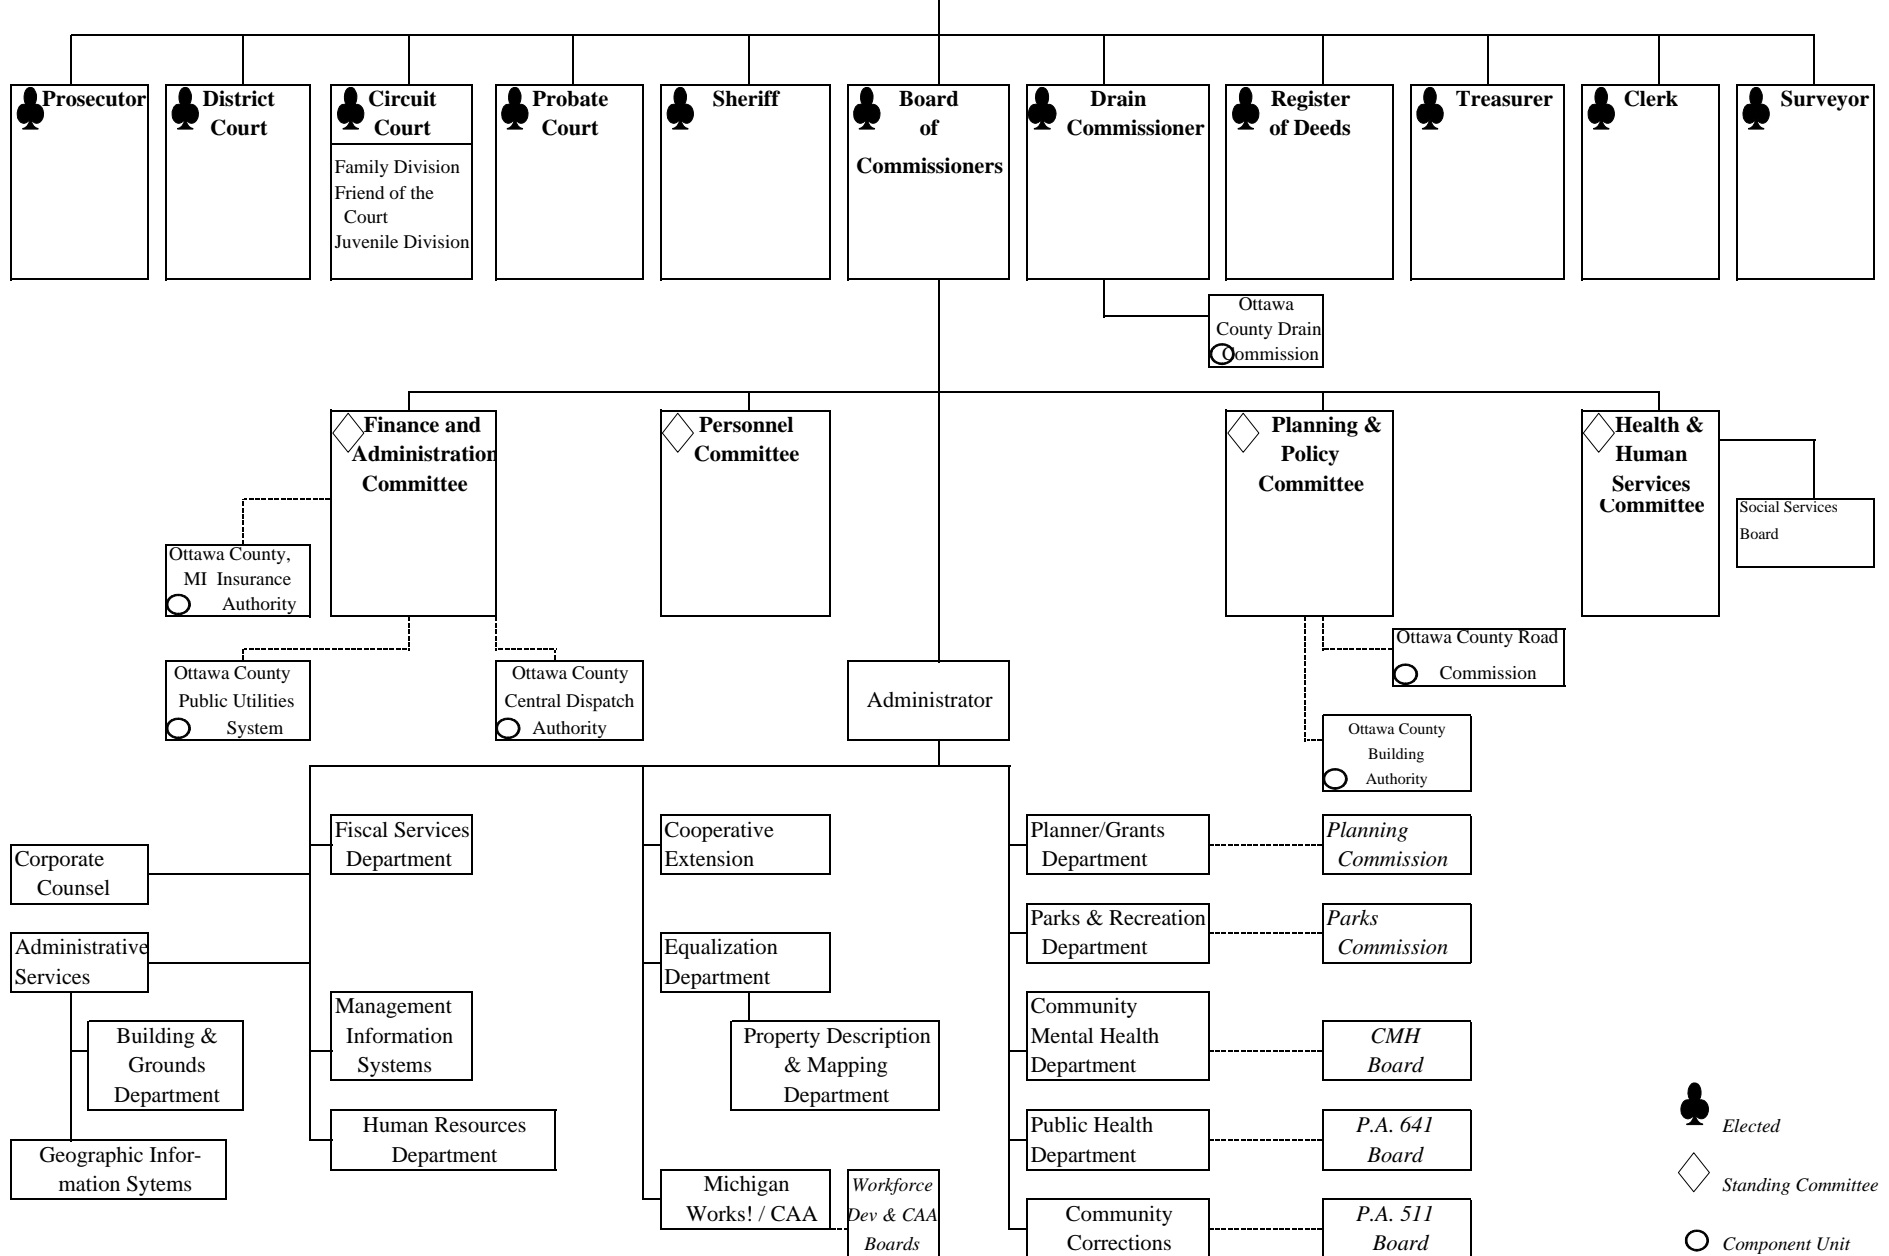 Prosecutor
District
Court
Circuit
Court
Family Division
Friend of the
Court
Juvenile Division
Probate
Court
Sheriff
Board
of
Commissioners
Drain
Commissioner
Register
of Deeds
Treasurer
Clerk
Surveyor
Ottawa
County Drain
Commission
Finance and
Administration
Committee
Personnel
Committee
Planning &
Policy
Committee
Health &
Human
Services
Committee
Social Services
Board
Ottawa County,
MI Insurance
Authority
Ottawa County
Public Utilities
System
Ottawa County
Central Dispatch
Authority
Administrator
Ottawa County Road
Commission
Ottawa County
Building
Authority
Corporate
Counsel
Administrative
Services
Building &
Grounds
Department
Geographic Infor-
mation Sytems
Fiscal Services
Department
Management
Information
Systems
Human Resources
Department
Cooperative
Extension
Equalization
Department
Property Description
& Mapping
Department
Michigan
Works! / CAA
Workforce
Dev & CAA
Boards
Planner/Grants
Department
Planning
Commission
Parks & Recreation
Department
Parks
Commission
Community
Mental Health
Department
CMH
Board
Public Health
Department
P.A. 641
Board
Community
Corrections
P.A. 511
Board
Elected
Standing Committee
Component Unit